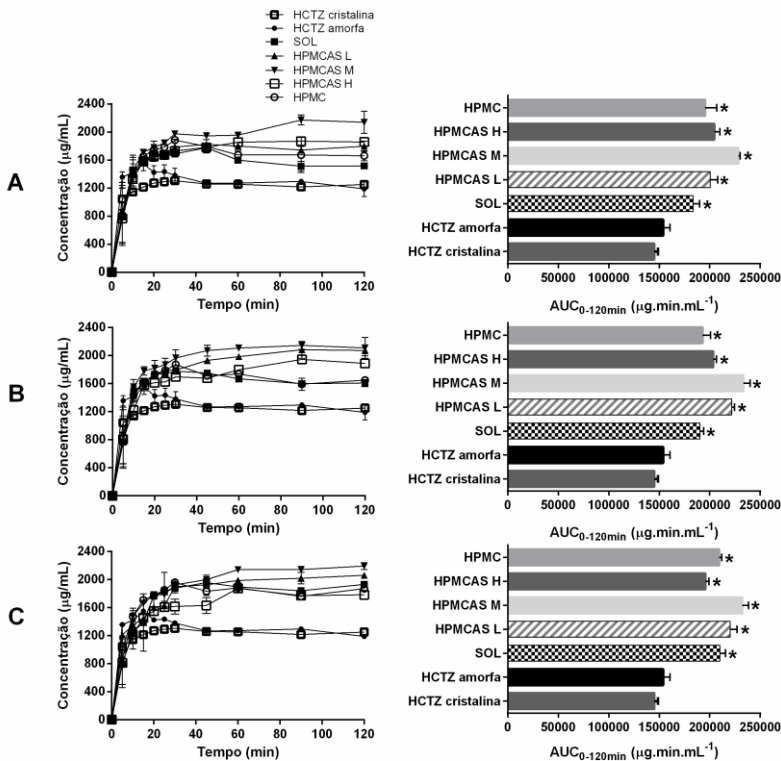 HCTZ cristalina
HCTZ amorfa
SOL
HPMCAS L
HPMCAS M
HPMCAS H
HPMC
A
Concentração (µg/mL)
2400
2000
1600
1200
800
400
0
0 20 40 60 80 100 120
Tempo (min)
HPMC *
HPMCAS H *
HPMCAS M *
HPMCAS L *
SOL *
HCTZ amorfa
HCTZ cristalina
0 50000 100000 150000 200000 250000
AUC0-120min (µg.min.mL-1)
B
Concentração (µg/mL)
2400
2000
1600
1200
800
400
0
0 20 40 60 80 100 120
Tempo (min)
HPMC *
HPMCAS H *
HPMCAS M *
HPMCAS L *
SOL *
HCTZ amorfa
HCTZ cristalina
0 50000 100000 150000 200000 250000
AUC0-120min (µg.min.mL-1)
C
Concentração (µg/mL)
2400
2000
1600
1200
800
400
0
0 20 40 60 80 100 120
Tempo (min)
HPMC *
HPMCAS H *
HPMCAS M *
HPMCAS L *
SOL *
HCTZ amorfa
HCTZ cristalina
0 50000 100000 150000 200000 250000
AUC0-120min (µg.min.mL-1)